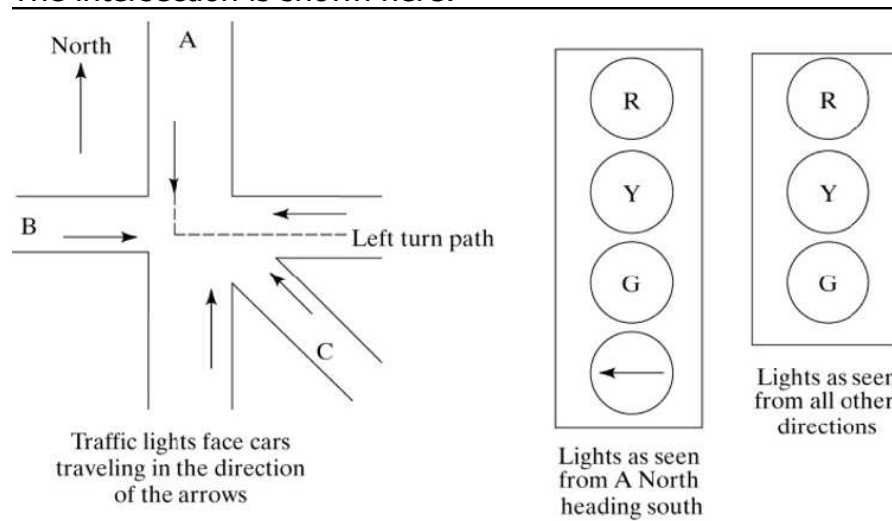 The intersection is shown here.
North
A
B
Left turn path
C
Traffic lights face cars
traveling in the direction
of the arrows
R
Y
G
Lights as seen
from A North
heading south
R
Y
G
Lights as seen
from all other
directions